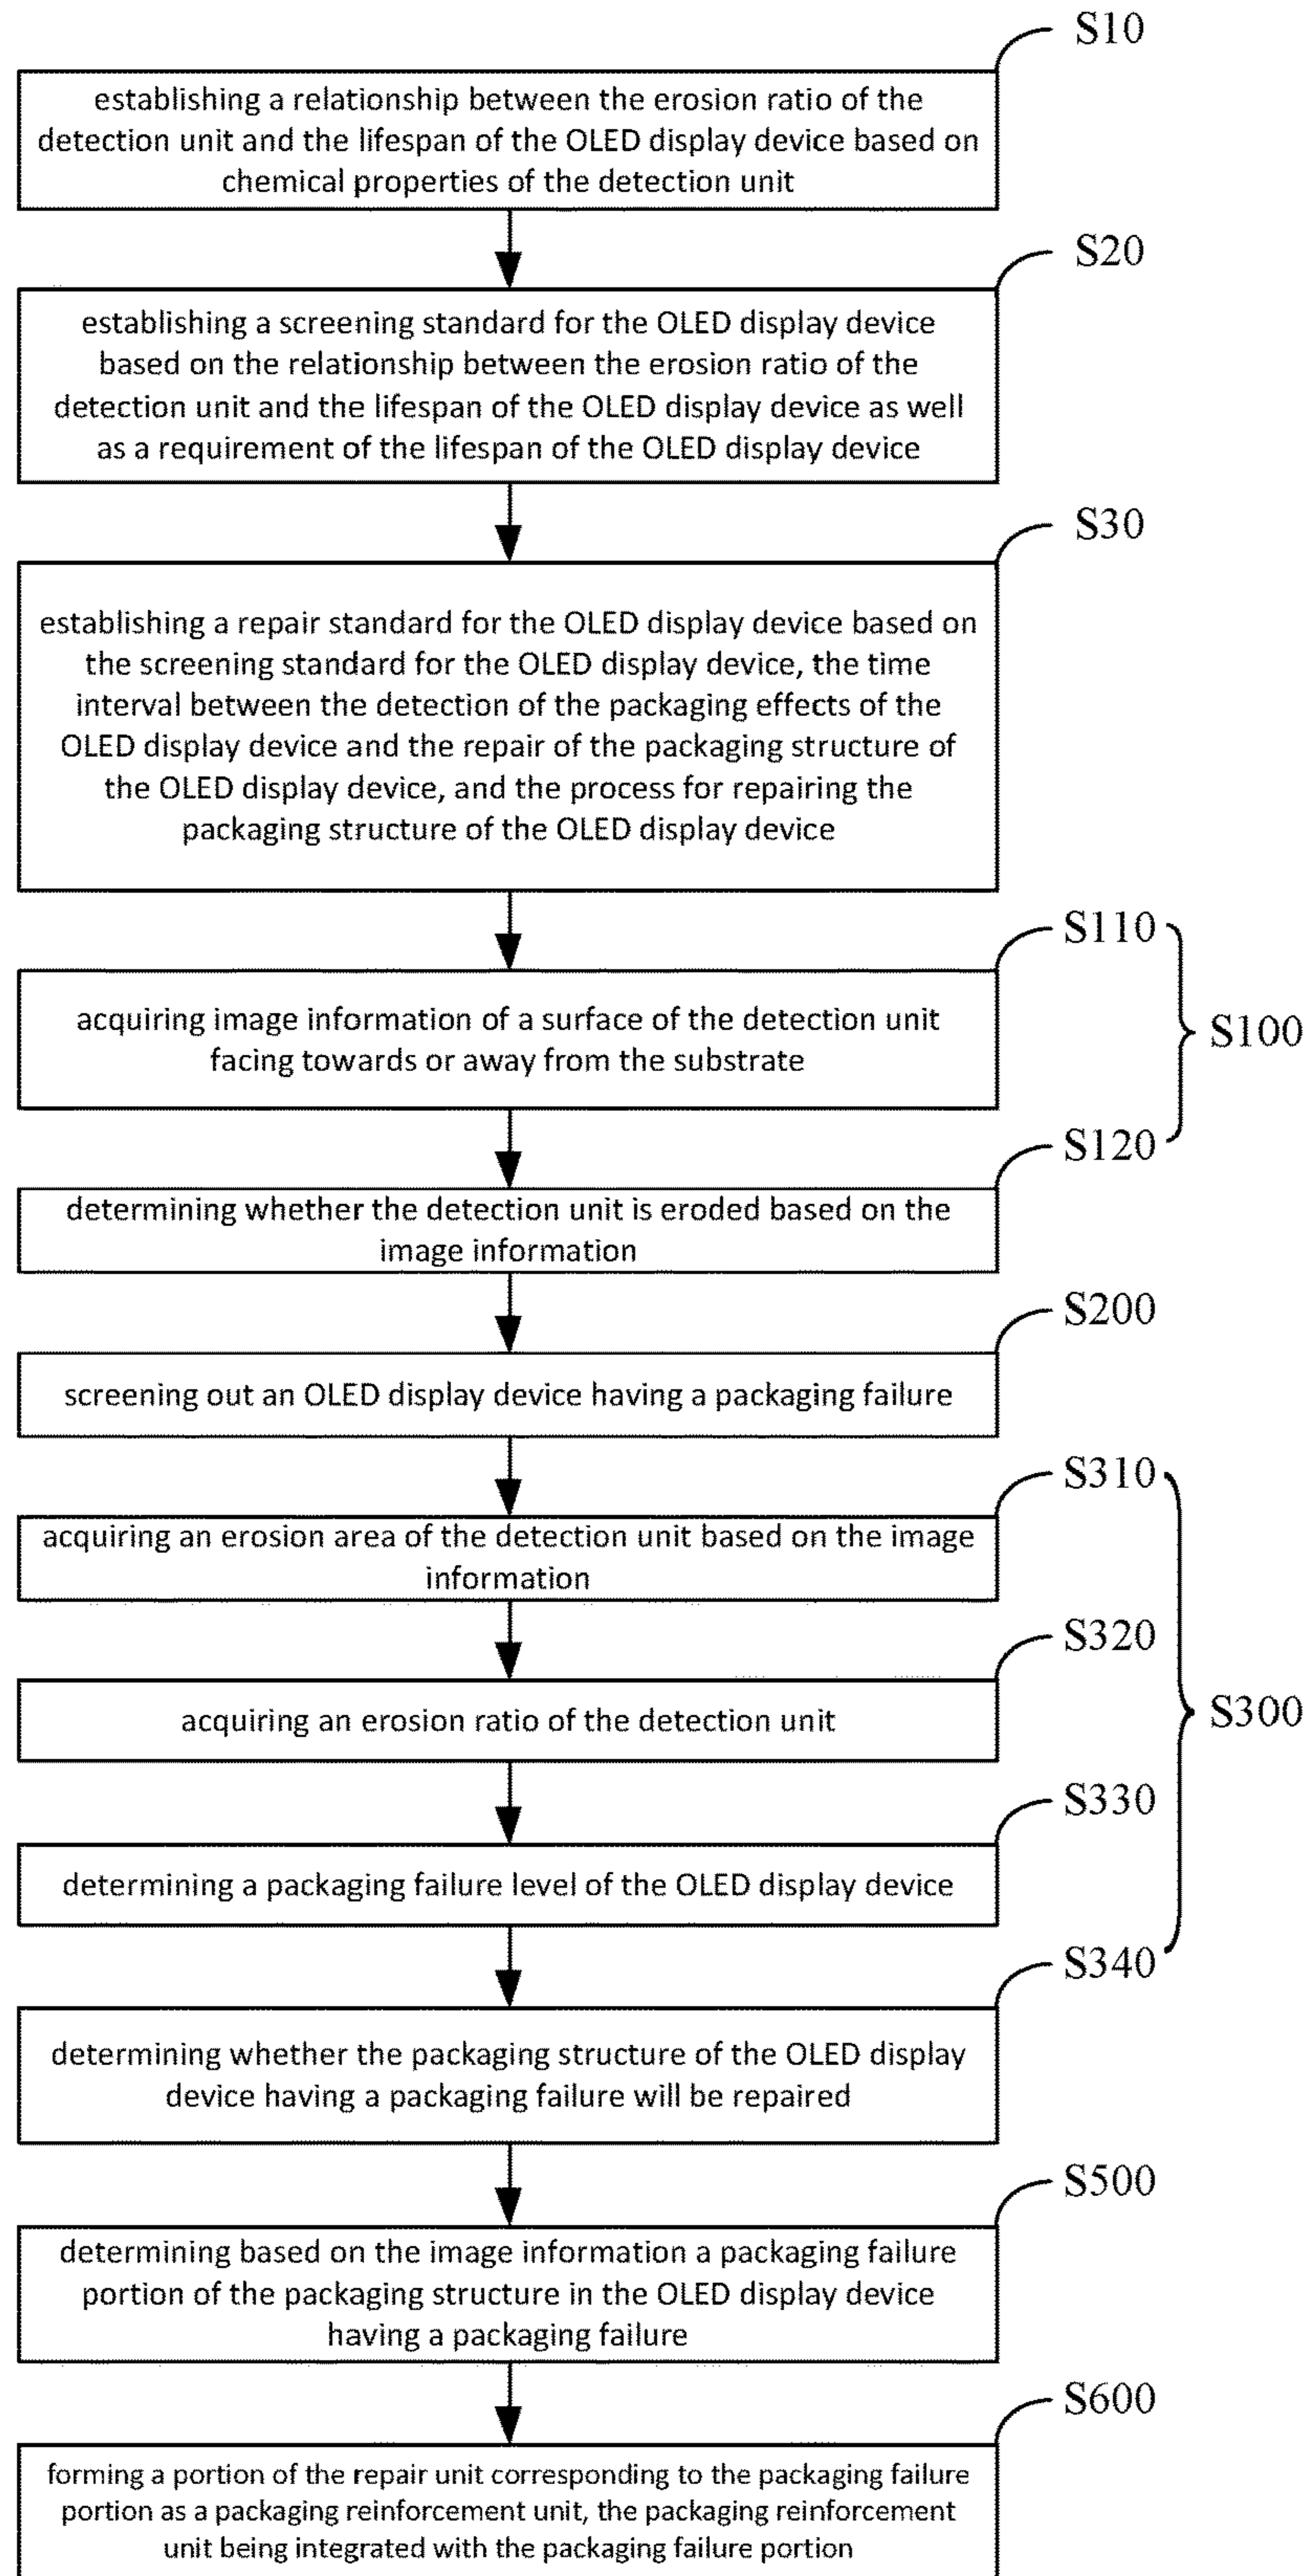 S10
establishing a relationship between the erosion ratio of the
detection unit and the lifespan of the OLED display device based on
chemical properties of the detection unit
S20
establishing a screening standard for the OLED display device
based on the relationship between the erosion ratio of the
detection unit and the lifespan of the OLED display device as well
as a requirement of the lifespan of the OLED display device
S30
establishing a repair standard for the OLED display device based on
the screening standard for the OLED display device, the time
interval between the detection of the packaging effects of the
OLED display device and the repair of the packaging structure of
the OLED display device, and the process for repairing the
packaging structure of the OLED display device
S110
acquiring image information of a surface of the detection unit
facing towards or away from the substrate
S100
S120
determining whether the detection unit is eroded based on the
image information
S200
screening out an OLED display device having a packaging failure
S310
acquiring an erosion area of the detection unit based on the image
information
S320
acquiring an erosion ratio of the detection unit
S300
S330
determining a packaging failure level of the OLED display device
S340
determining whether the packaging structure of the OLED display
device having a packaging failure will be repaired
S500
determining based on the image information a packaging failure
portion of the packaging structure in the OLED display device
having a packaging failure
S600
forming a portion of the repair unit corresponding to the packaging failure
portion as a packaging reinforcement unit, the packaging reinforcement
unit being integrated with the packaging failure portion